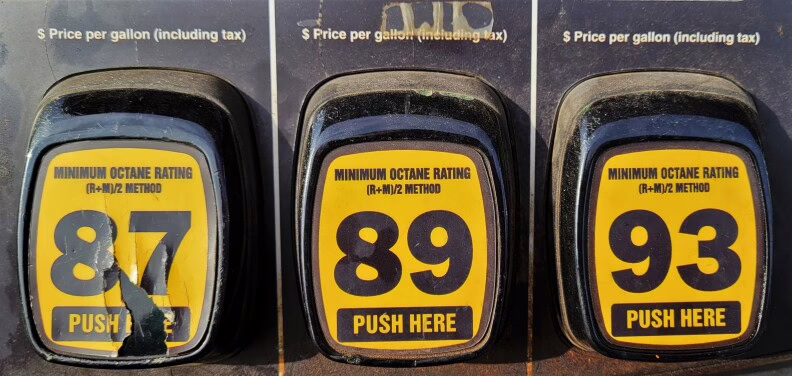 $ Price per gallon (including tax)
MINIMUM OCTANE RATING
(R+M)/2 METHOD
87
PUSH
$ Price per gallon (including tax)
MINIMUM OCTANE RATING
(R+M)/2 METHOD
89
PUSH HERE
$ Price per gallon (including tax)
MINIMUM OCTANE RATING
(R+M)/2 METHOD
93
PUSH HERE